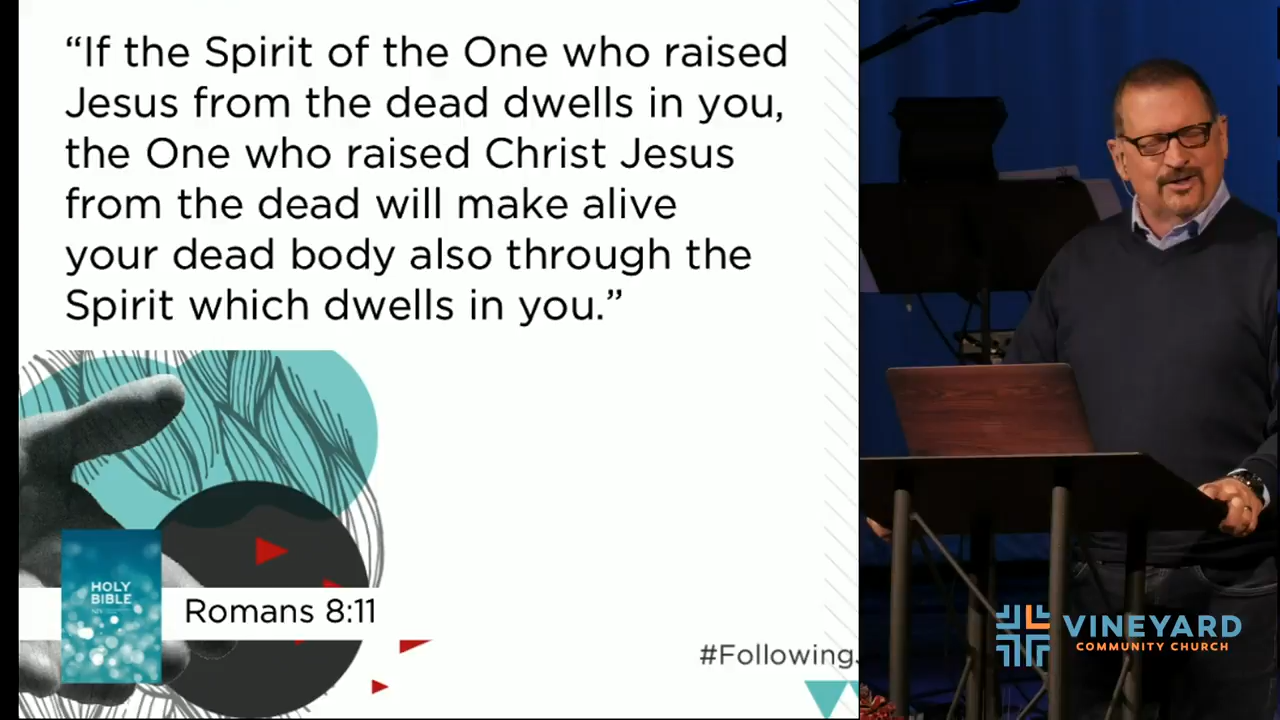 “If the Spirit of the One who raised
Jesus from the dead dwells in you,
the One who raised Christ Jesus
from the dead will make alive
your dead body also through the
Spirit which dwells in you.”
HOLY
BIBLE
NIV
Romans 8:11
#Following
VINEYARD
COMMUNITY CHURCH